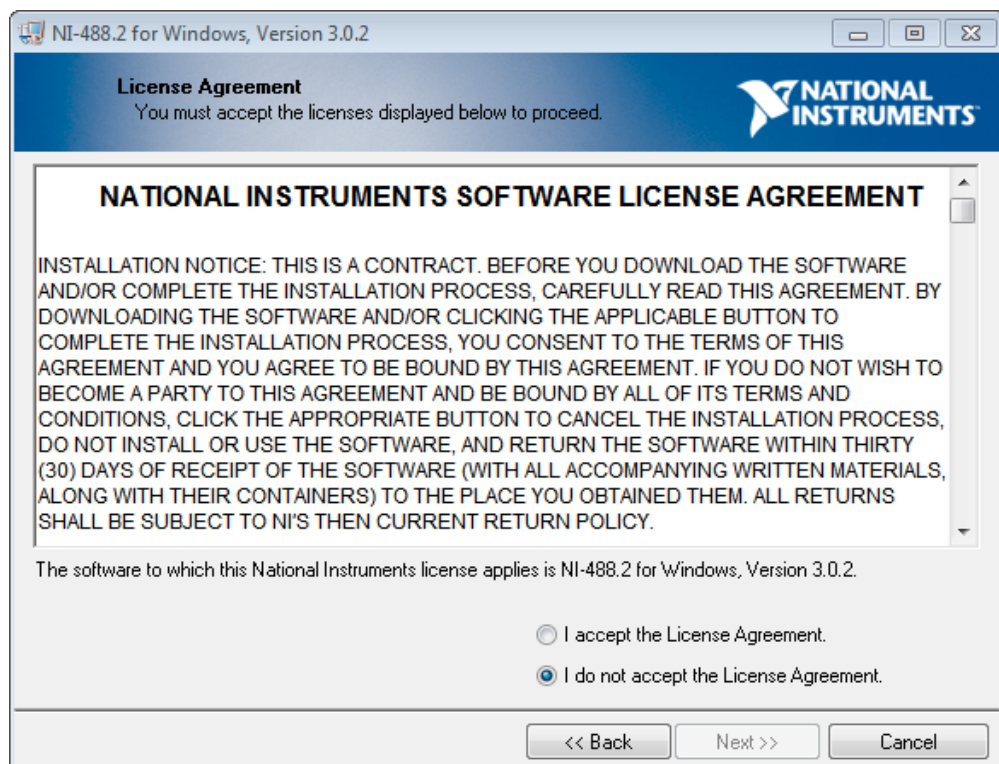 NI-488.2 for Windows, Version 3.0.2
License Agreement
You must accept the licenses displayed below to proceed.
NATIONAL
INSTRUMENTS
NATIONAL INSTRUMENTS SOFTWARE LICENSE AGREEMENT
INSTALLATION NOTICE: THIS IS A CONTRACT. BEFORE YOU DOWNLOAD THE SOFTWARE
AND/OR COMPLETE THE INSTALLATION PROCESS, CAREFULLY READ THIS AGREEMENT. BY
DOWNLOADING THE SOFTWARE AND/OR CLICKING THE APPLICABLE BUTTON TO
COMPLETE THE INSTALLATION PROCESS, YOU CONSENT TO THE TERMS OF THIS
AGREEMENT AND YOU AGREE TO BE BOUND BY THIS AGREEMENT. IF YOU DO NOT WISH TO
BECOME A PARTY TO THIS AGREEMENT AND BE BOUND BY ALL OF ITS TERMS AND
CONDITIONS, CLICK THE APPROPRIATE BUTTON TO CANCEL THE INSTALLATION PROCESS,
DO NOT INSTALL OR USE THE SOFTWARE, AND RETURN THE SOFTWARE WITHIN THIRTY
(30) DAYS OF RECEIPT OF THE SOFTWARE (WITH ALL ACCOMPANYING WRITTEN MATERIALS,
ALONG WITH THEIR CONTAINERS) TO THE PLACE YOU OBTAINED THEM. ALL RETURNS
SHALL BE SUBJECT TO NI'S THEN CURRENT RETURN POLICY.
The software to which this National Instruments license applies is NI-488.2 for Windows, Version 3.0.2.
I accept the License Agreement.
I do not accept the License Agreement.
<< Back
Next >>
Cancel